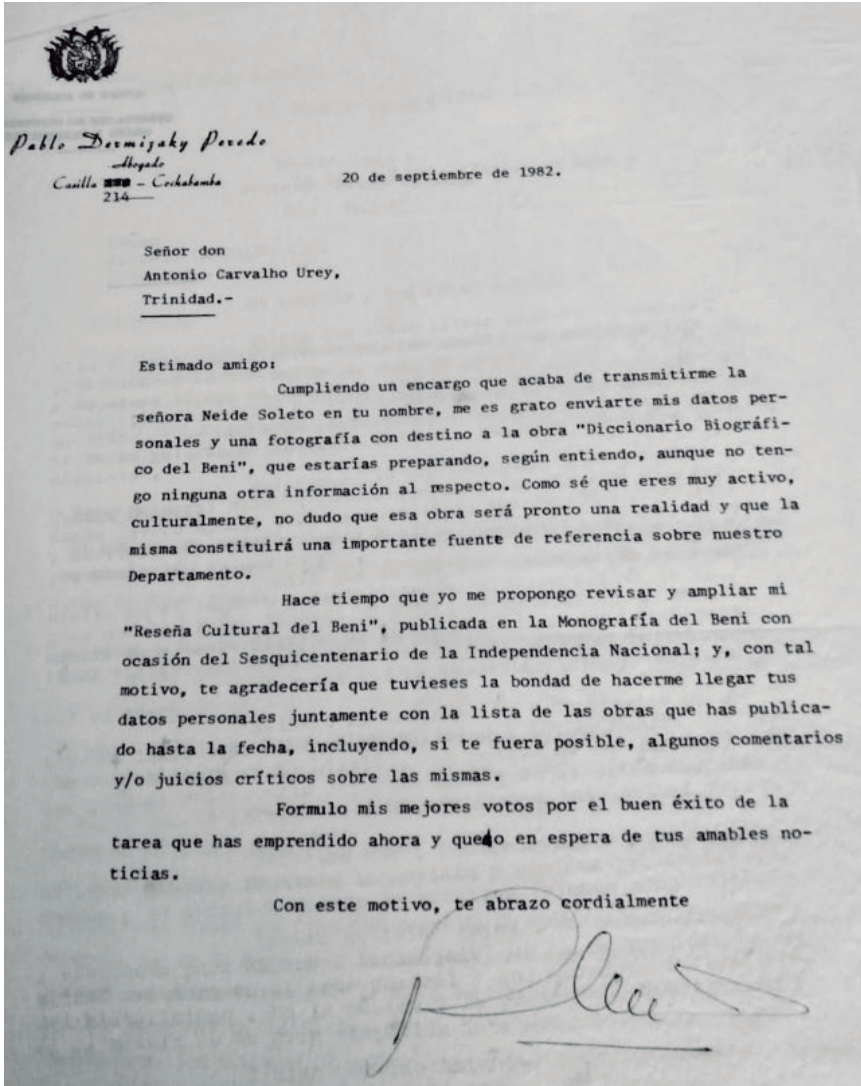 Pablo Dermizaky Peredo
Abogado
Casilla – Cochabamba
214
20 de septiembre de 1982.
Señor don
Antonio Carvalho Urey,
Trinidad.-
Estimado amigo:
Cumpliendo un encargo que acaba de transmitirme la
señora Neide Soleto en tu nombre, me es grato enviarte mis datos per-
sonales y una fotografía con destino a la obra "Diccionario Biográfi-
co del Beni", que estarías preparando, según entiendo, aunque no ten-
go ninguna otra información al respecto. Como sé que eres muy activo,
culturalmente, no dudo que esa obra será pronto una realidad y que la
misma constituirá una importante fuente de referencia sobre nuestro
Departamento.
Hace tiempo que yo me propongo revisar y ampliar mi
"Reseña Cultural del Beni", publicada en la Monografía del Beni con
ocasión del Sesquicentenario de la Independencia Nacional; y, con tal
motivo, te agradecería que tuvieses la bondad de hacerme llegar tus
datos personales juntamente con la lista de las obras que has publica-
do hasta la fecha, incluyendo, si te fuera posible, algunos comentarios
y/o juicios críticos sobre las mismas.
Formulo mis mejores votos por el buen éxito de la
tarea que has emprendido ahora y quedo en espera de tus amables no-
ticias.
Con este motivo, te abrazo cordialmente